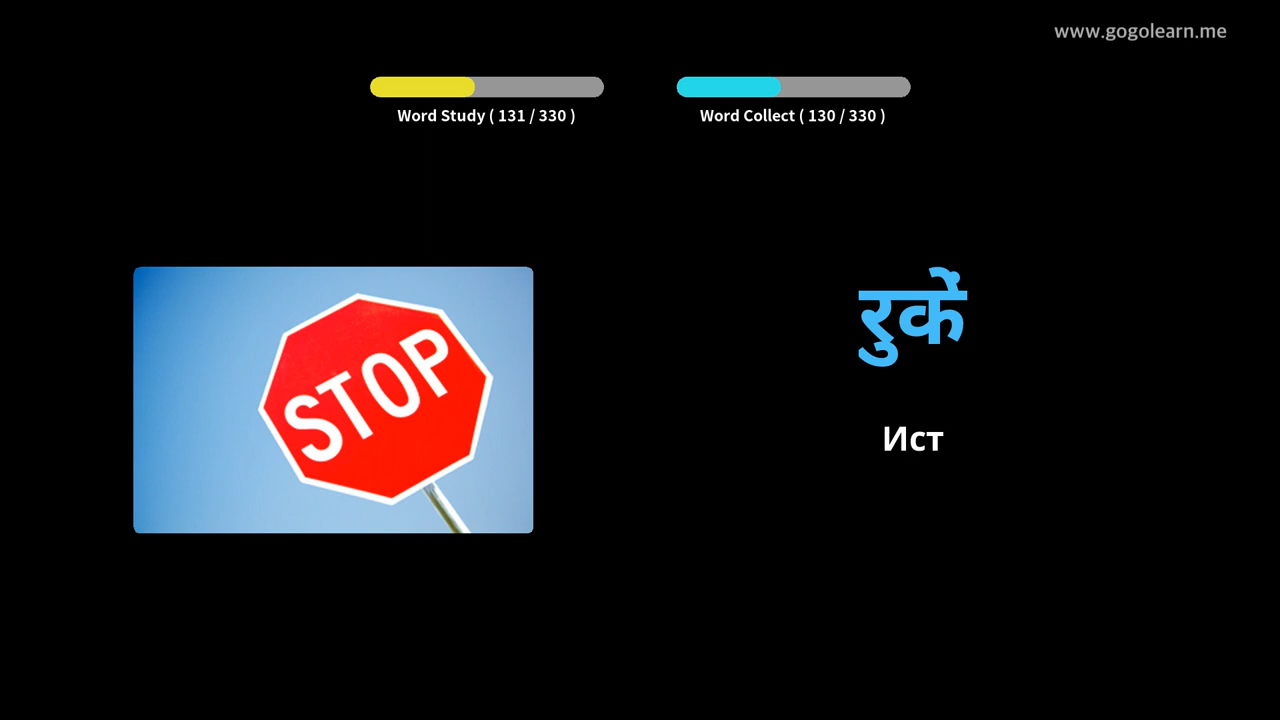 www.gogolearn.me
Word Study ( 131 / 330 )
Word Collect ( 130 / 330 )
STOP
रुकें
Ист